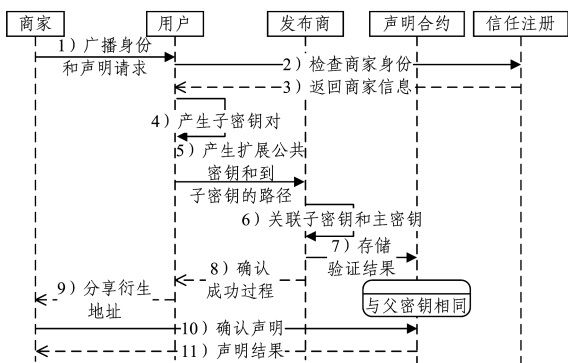 商家 用户 发布商 声明合约 信任注册
1）广播身份
和声明请求
2）检查商家身份
3）返回商家信息
4）产生子密钥对
5）产生扩展公共
密钥和到
子密钥的路径
6）关联子密钥和主密钥
7）存储
验证结果
8）确认
成功过程
9）分享衍生
地址
与父密钥相同
10）确认声明
11）声明结果